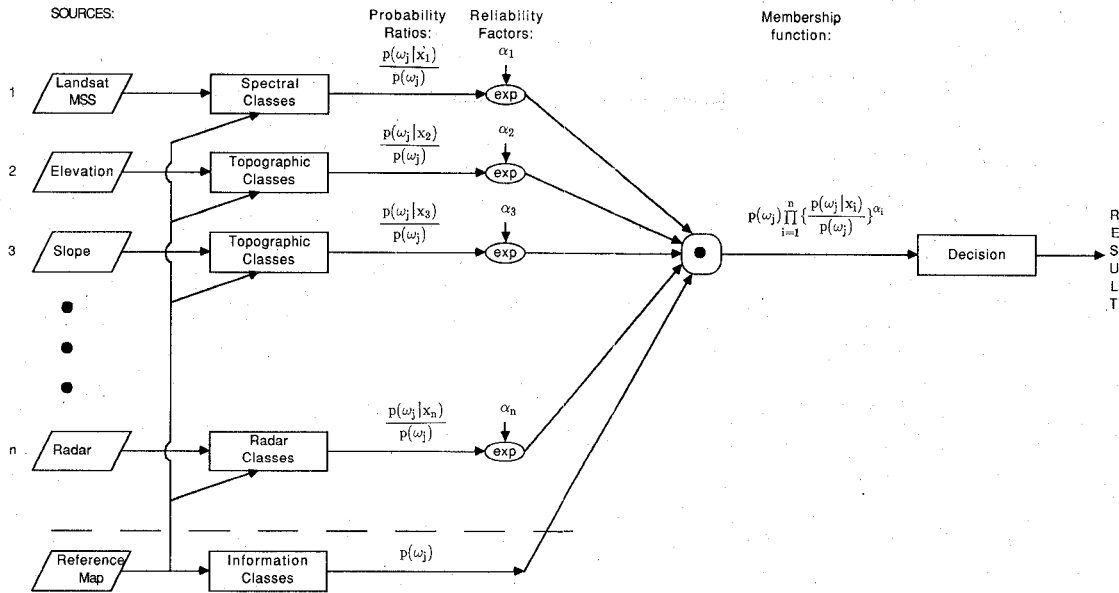 SOURCES:
Probability
Ratios:
Reliability
Factors:
Membership
function:
1
Landsat
MSS
Spectral
Classes
p(ωj|x1)
p(ωj)
α1
exp
2
Elevation
Topographic
Classes
p(ωj|x2)
p(ωj)
α2
exp
3
Slope
Topographic
Classes
p(ωj|x3)
p(ωj)
α3
exp
p(ωj)∏i=1n{p(ωj|xi)/p(ωj)}αi
Decision
RESULT
n
Radar
Radar
Classes
p(ωj|xn)
p(ωj)
αn
exp
Reference
Map
Information
Classes
p(ωj)